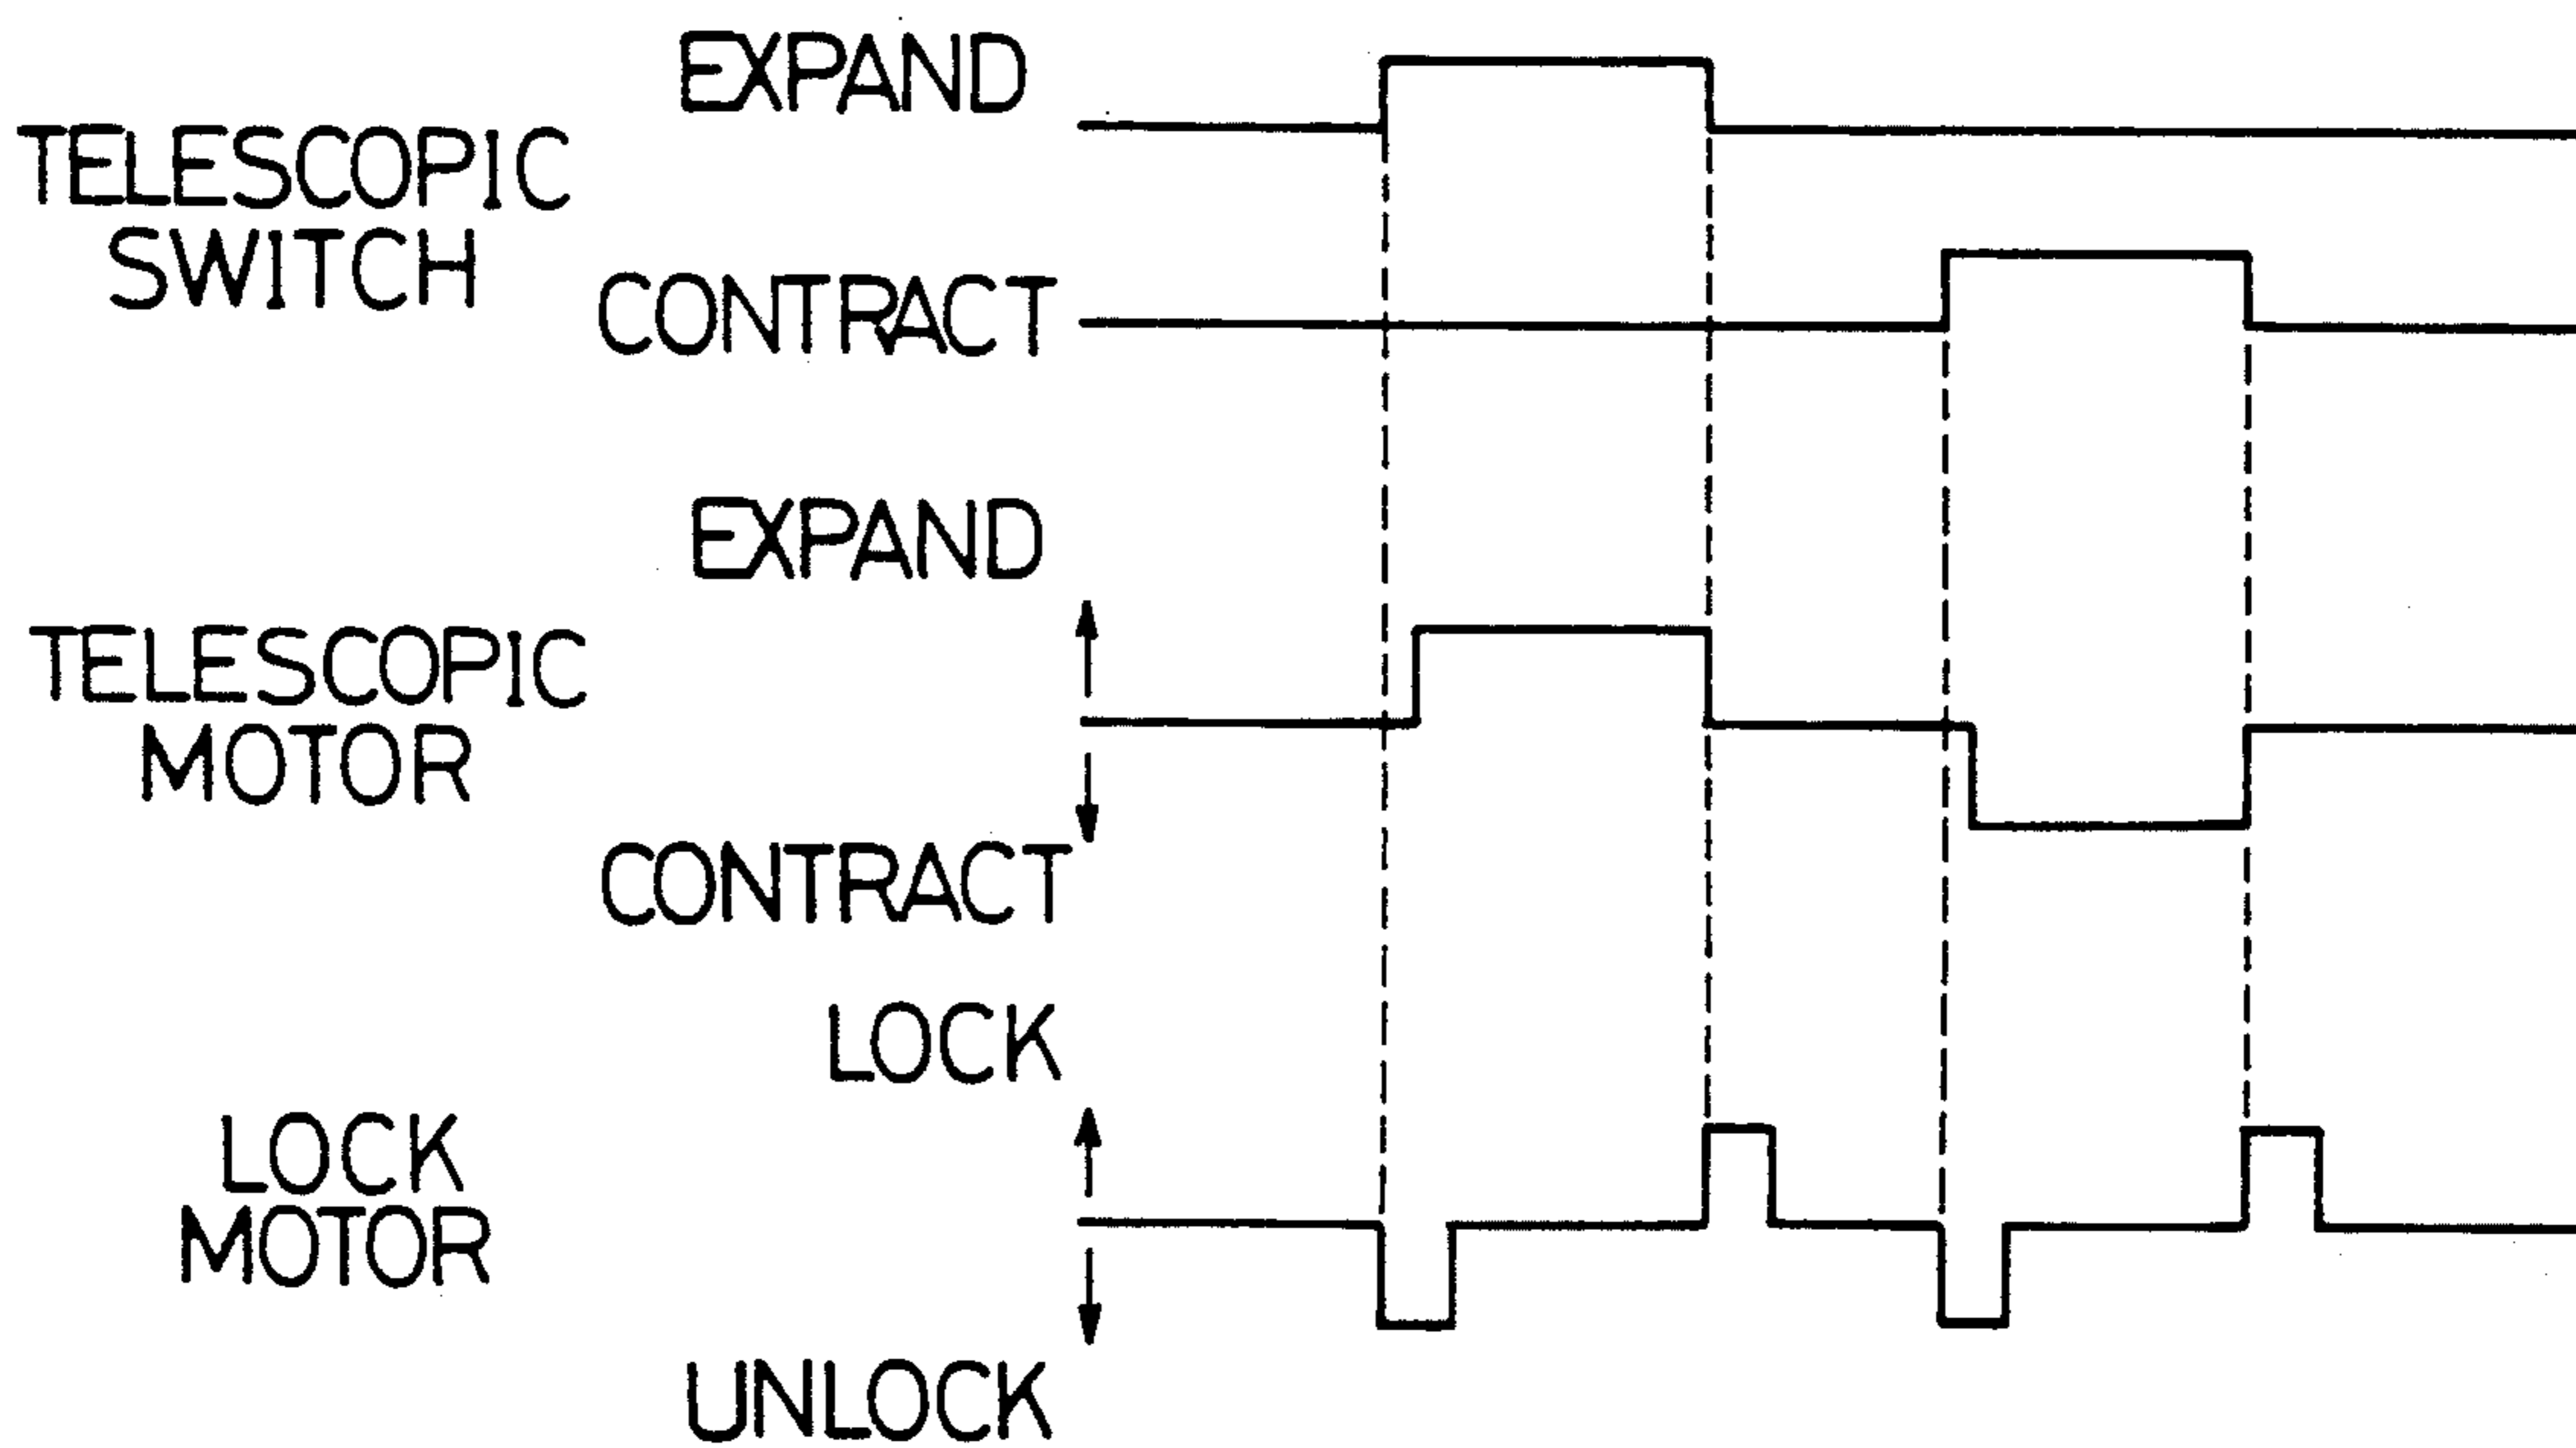 EXPAND
TELESCOPIC
SWITCH
CONTRACT
EXPAND
TELESCOPIC
MOTOR
CONTRACT
LOCK
LOCK
MOTOR
UNLOCK